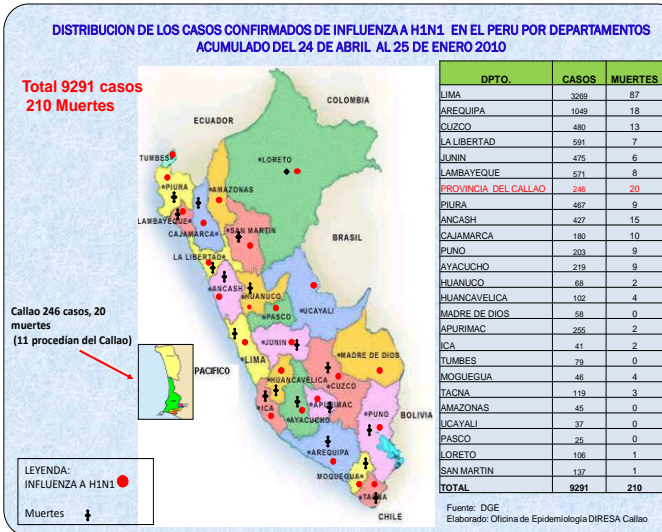 DISTRIBUCION DE LOS CASOS CONFIRMADOS DE INFLUENZA A H1N1 EN EL PERU POR DEPARTAMENTOS
ACUMULADO DEL 24 DE ABRIL AL 25 DE ENERO 2010
Total 9291 casos
210 Muertes
COLOMBIA
ECUADOR
TUMBES
LORETO
PIURA
AMAZONAS
LAMBAYEQUE
CAJAMARCA
SAN MARTIN
BRASIL
LA LIBERTAD
ANCASH
HUANUCO
UCAYALI
PASCO
JUNIN
LIMA
MADRE DE DIOS
PACIFICO
HUANCAVELICA
CUZCO
ICA
APURIMAC
AYACUCHO
PUNO
BOLIVIA
AREQUIPA
MOQUEGUA
TACNA
CHILE
Callao 246 casos, 20
muertes
(11 procedían del Callao)
LEYENDA:
INFLUENZA A H1N1
Muertes
DPTO. CASOS MUERTES
LIMA 3269 87
AREQUIPA 1049 18
CUZCO 480 13
LA LIBERTAD 591 7
JUNIN 475 6
LAMBAYEQUE 571 8
PROVINCIA DEL CALLAO 246 20
PIURA 467 9
ANCASH 427 15
CAJAMARCA 180 10
PUNO 203 9
AYACUCHO 219 9
HUANUCO 68 2
HUANCAVELICA 102 4
MADRE DE DIOS 58 0
APURIMAC 255 2
ICA 41 2
TUMBES 79 0
MOGUEGUA 46 4
TACNA 119 3
AMAZONAS 45 0
UCAYALI 37 0
PASCO 25 0
LORETO 106 1
SAN MARTIN 137 1
TOTAL 9291 210
Fuente: DGE
Elaborado: Oficina de Epidemiología DIRESA Callao